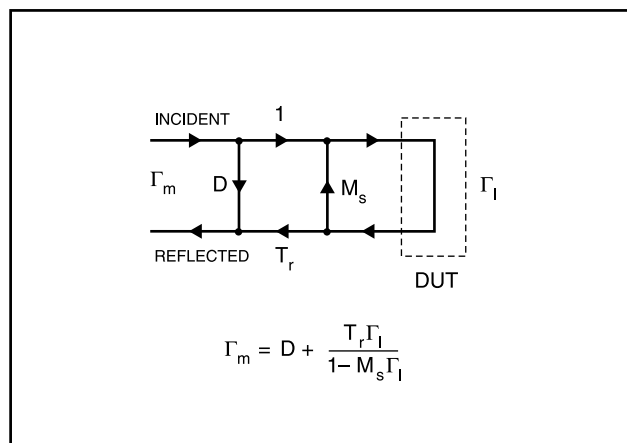 INCIDENT 1
Γm D Ms Γl
REFLECTED Tr
DUT
Γm = D + TrΓl / 1 – MsΓl